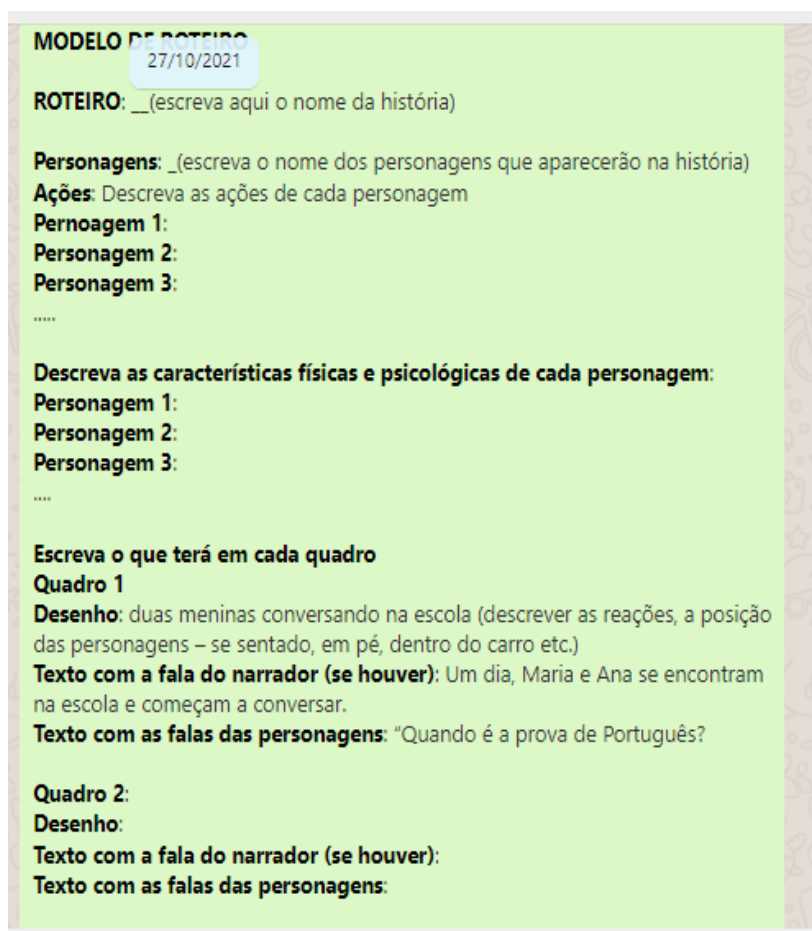 MODELO DE ROTEIRO
27/10/2021
ROTEIRO: __(escreva aqui o nome da história)
Personagens: _(escreva o nome dos personagens que aparecerão na história)
Ações: Descreva as ações de cada personagem
Pernoagem 1:
Personagem 2:
Personagem 3:
.....
Descreva as características físicas e psicológicas de cada personagem:
Personagem 1:
Personagem 2:
Personagem 3:
....
Escreva o que terá em cada quadro
Quadro 1
Desenho: duas meninas conversando na escola (descrever as reações, a posição
das personagens – se sentado, em pé, dentro do carro etc.)
Texto com a fala do narrador (se houver): Um dia, Maria e Ana se encontram
na escola e começam a conversar.
Texto com as falas das personagens: "Quando é a prova de Português?
Quadro 2:
Desenho:
Texto com a fala do narrador (se houver):
Texto com as falas das personagens: